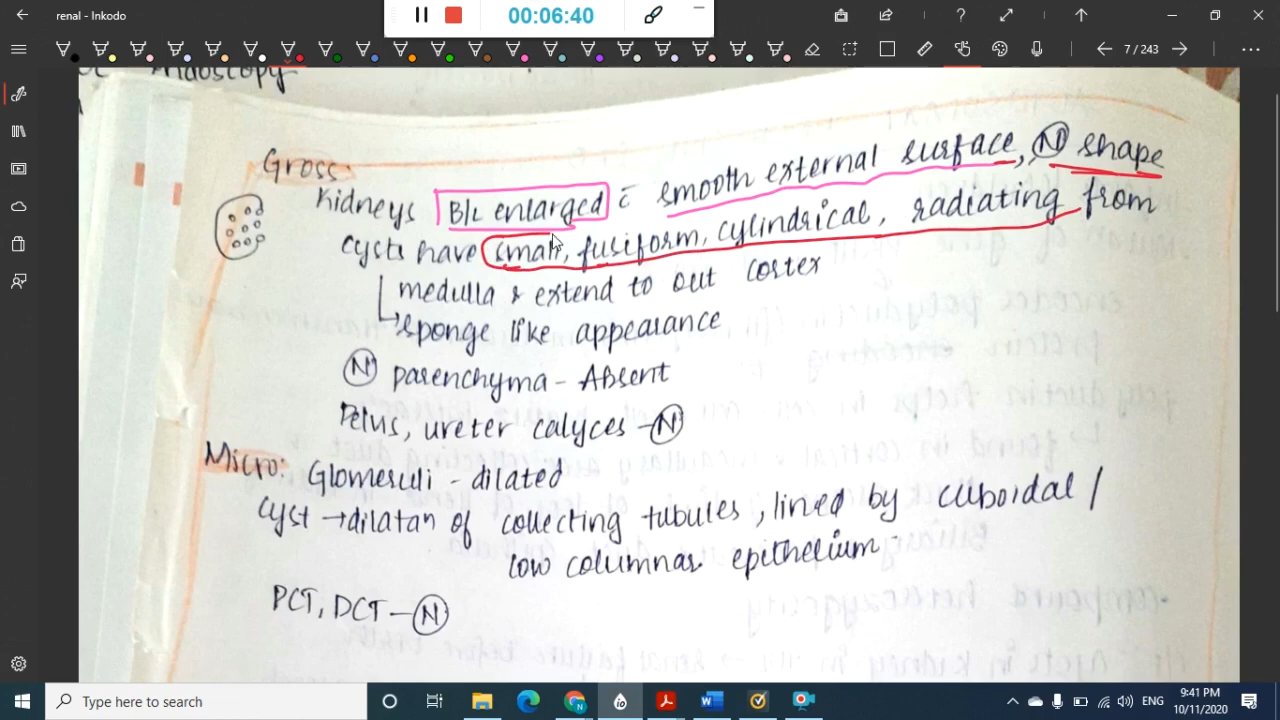 renal - Inkodo
00:06:40
7 / 243
Endoscopy
Gross:
Kidneys B/L enlarged c̄ smooth external surface, Ⓝ shape
cysts have small, fusiform, cylindrical, radiating from
medulla & extend to out cortex
↳ sponge like appearance
Ⓝ parenchyma - Absent
Pelvis, ureter calyces - Ⓝ
Micro: Glomeruli - dilated
Cyst → dilatan of collecting tubules, lined by cuboidal /
low columnar epithelium.
PCT, DCT - Ⓝ
Type here to search
ENG
9:41 PM
10/11/2020